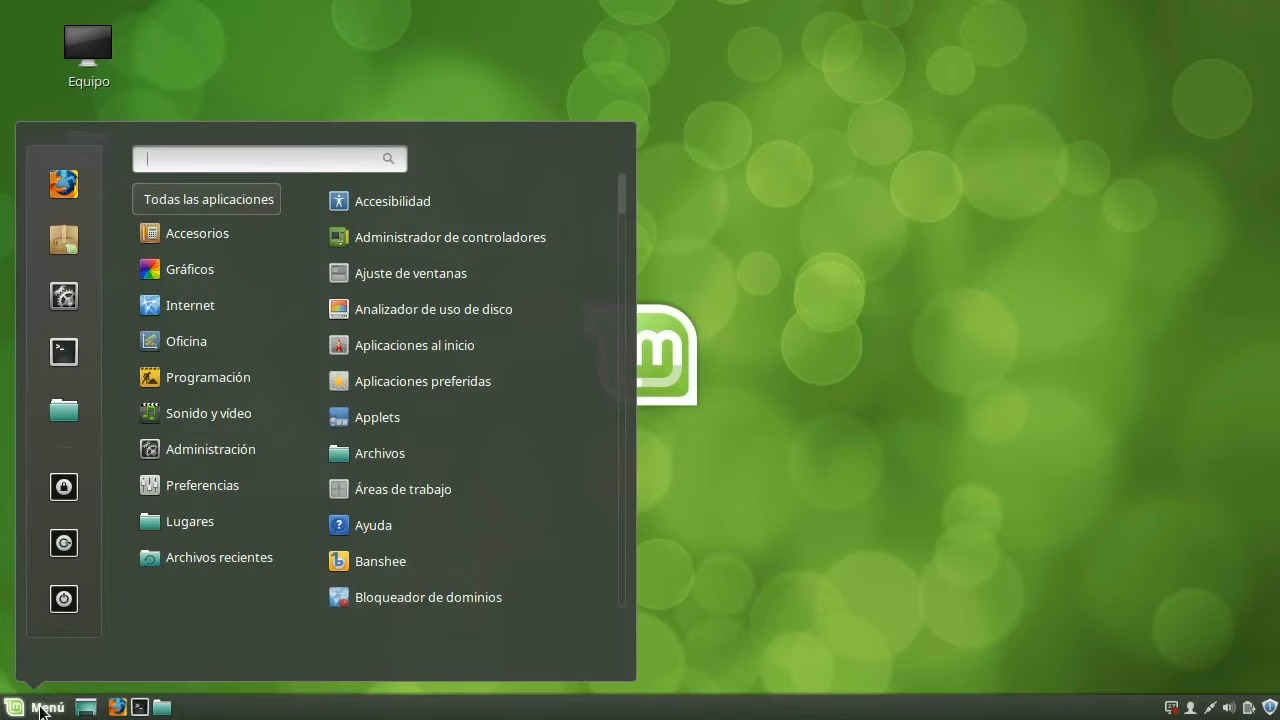 Equipo
Todas las aplicaciones
Accesorios
Gráficos
Internet
Oficina
Programación
Sonido y vídeo
Administración
Preferencias
Lugares
Archivos recientes
Accesibilidad
Administrador de controladores
Ajuste de ventanas
Analizador de uso de disco
Aplicaciones al inicio
Aplicaciones preferidas
Applets
Archivos
Áreas de trabajo
Ayuda
Banshee
Bloqueador de dominios
Menú